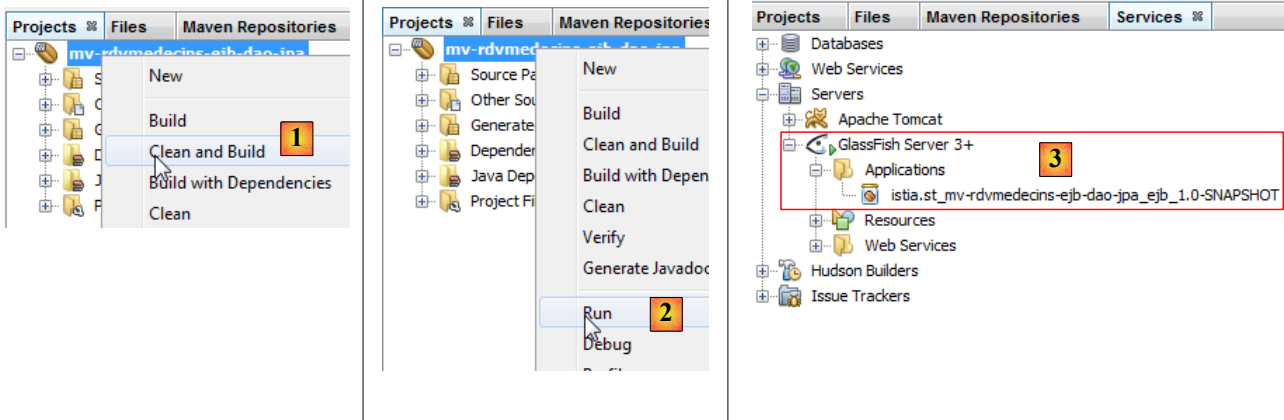 Projects Files Maven Repositories
mv-rdvmedecins-ejb-dao-jpa
S
New
C
Build
G
Clean and Build
1
D
J
Build with Dependencies
P
Clean
Projects Files Maven Repositories
mv-rdvmedecins-ejb-dao-jpa
Source Pa
New
Other Sou
Build
Generate
Clean and Build
Depender
Build with Depen
Java Dep
Clean
Project Fi
Verify
Generate Javadoc
Run
2
Debug
Projects Files Maven Repositories Services
Databases
Web Services
Servers
Apache Tomcat
GlassFish Server 3+
3
Applications
istia.st_mv-rdvmedecins-ejb-dao-jpa_ejb_1.0-SNAPSHOT
Resources
Web Services
Hudson Builders
Issue Trackers